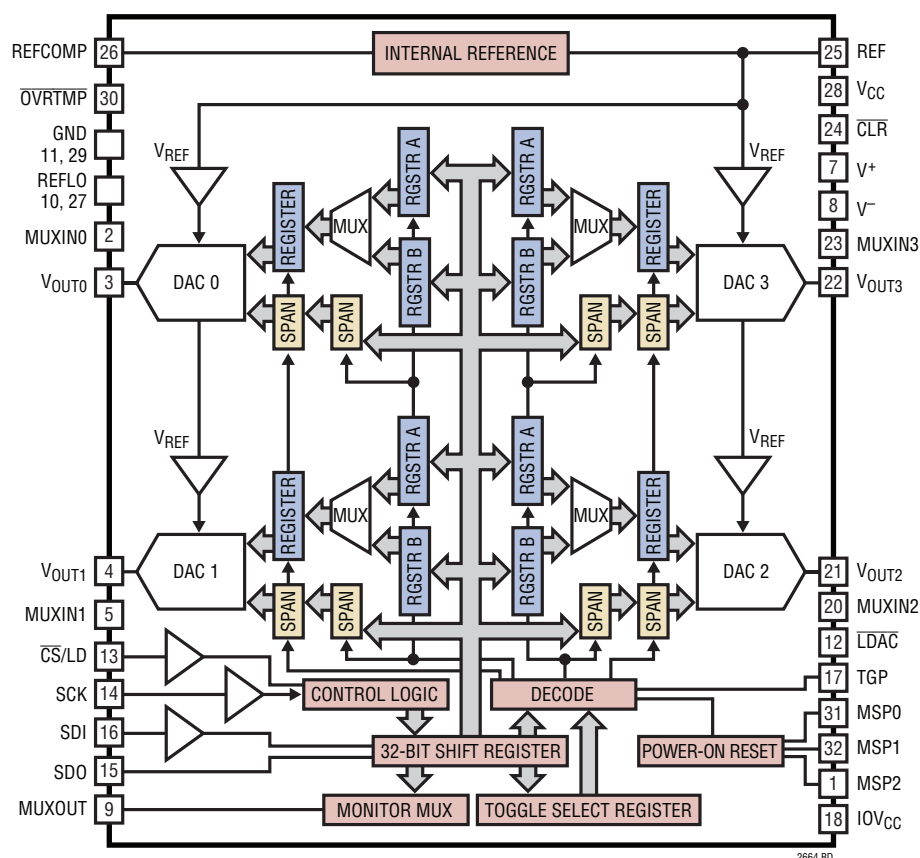 REFCOMP 26 INTERNAL REFERENCE 25 REF
O̅V̅R̅T̅M̅P̅ 30 28 VCC
GND
11, 29
24 C̅L̅R̅
VREF VREF
REFLO
10, 27
7 V+
8 V–
MUXIN0 2 23 MUXIN3
RGSTR A RGSTR A
REGISTER MUX MUX REGISTER
RGSTR B RGSTR B
VOUT0 3 DAC 0 DAC 3 22 VOUT3
SPAN SPAN SPAN SPAN
VREF VREF
RGSTR A RGSTR A
REGISTER MUX MUX REGISTER
RGSTR B RGSTR B
VOUT1 4 DAC 1 DAC 2 21 VOUT2
SPAN SPAN SPAN SPAN
MUXIN1 5 20 MUXIN2
C̅S̅/LD 13 12 L̅D̅A̅C̅
SCK 14 CONTROL LOGIC DECODE 17 TGP
SDI 16 31 MSP0
32-BIT SHIFT REGISTER POWER-ON RESET 32 MSP1
SDO 15 1 MSP2
MUXOUT 9 MONITOR MUX TOGGLE SELECT REGISTER 18 IOVCC
2664 BD